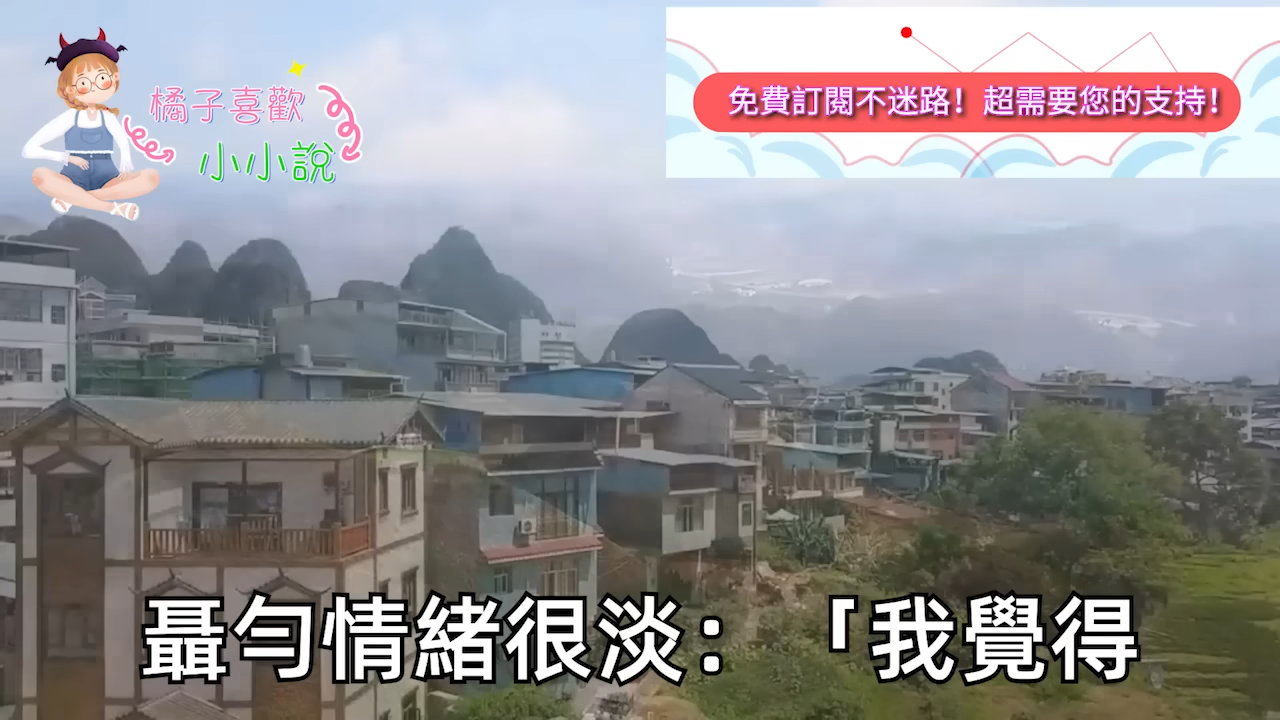 橘子喜歡
小小說
免費訂閱不迷路！超需要您的支持！
聶勻情緒很淡：「我覺得